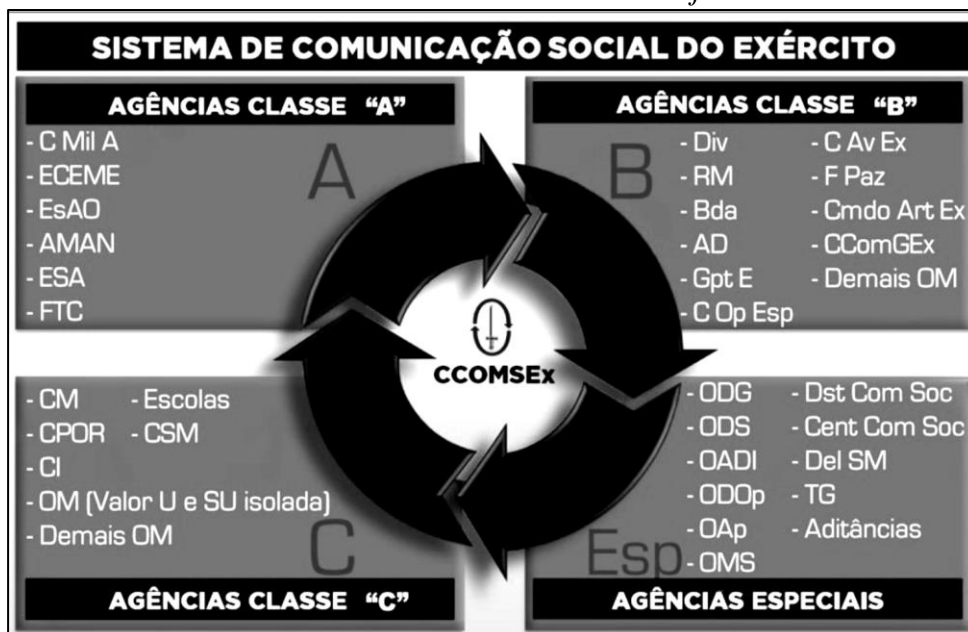 SISTEMA DE COMUNICAÇÃO SOCIAL DO EXÉRCITO
AGÊNCIAS CLASSE "A"
- C Mil A
- ECEME
- EsAO
- AMAN
- ESA
- FTC
A
AGÊNCIAS CLASSE "B"
B
- Div
- RM
- Bda
- AD
- Gpt E
- C Op Esp
- C Av Ex
- F Paz
- Cmdo Art Ex
- CComGEx
- Demais OM
CCOMSEx
- CM - Escolas
- CPOR - CSM
- CI
- OM (Valor U e SU isolada)
- Demais OM
C
AGÊNCIAS CLASSE "C"
- ODG
- ODS
- OADI
- ODOp
- OAp
- OMS
- Dst Com Soc
- Cent Com Soc
- Del SM
- TG
- Aditâncias
Esp
AGÊNCIAS ESPECIAIS